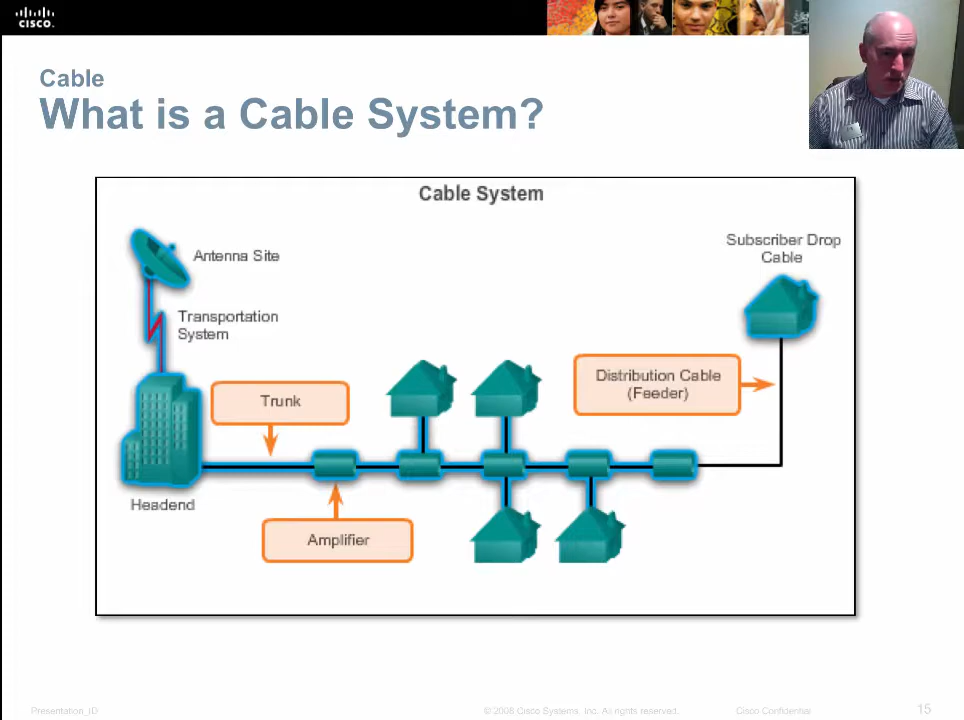 CISCO.
Cable
What is a Cable System?
Cable System
Antenna Site
Subscriber Drop
Cable
Transportation
System
Distribution Cable
(Feeder)
Trunk
Headend
Amplifier
Presentation_ID
© 2008 Cisco Systems, Inc. All rights reserved.
Cisco Confidential
15